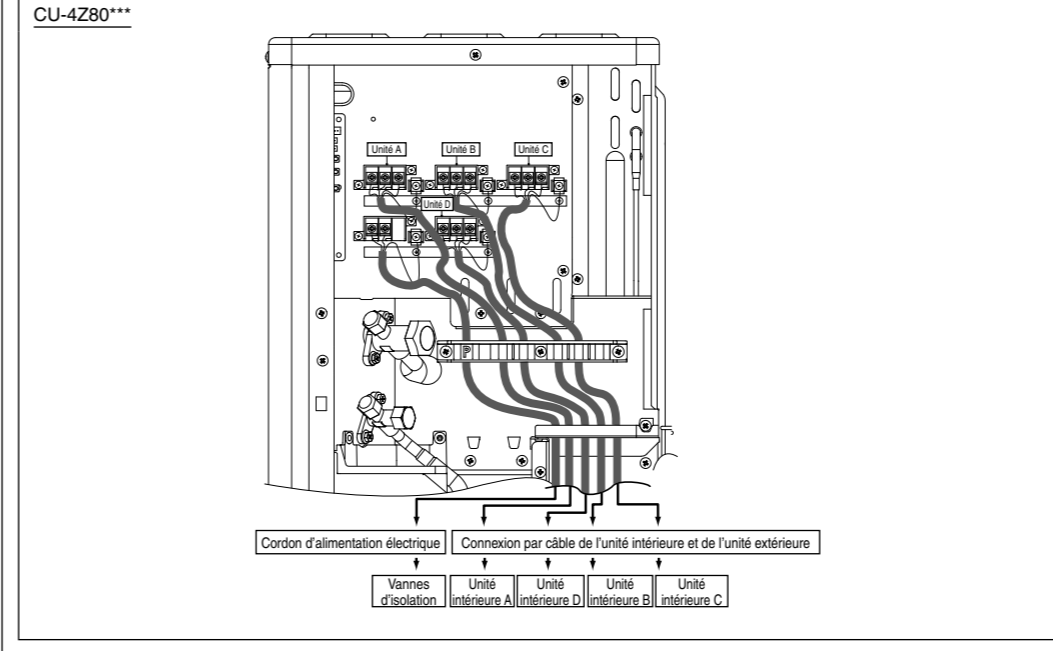 CU-4Z80***
Unité A
Unité B
Unité C
Unité D
P
Cordon d'alimentation électrique
Connexion par câble de l'unité intérieure et de l'unité extérieure
Vannes
d'isolation
Unité
intérieure A
Unité
intérieure D
Unité
intérieure B
Unité
intérieure C